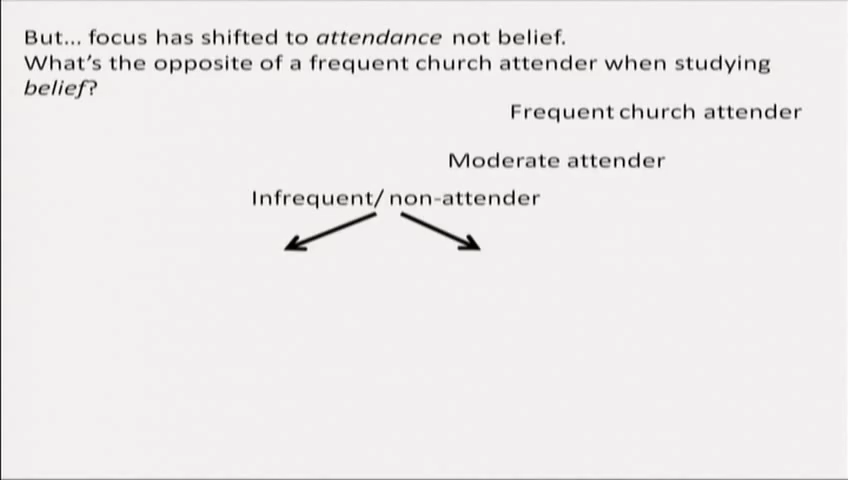 But... focus has shifted to attendance not belief.
What's the opposite of a frequent church attender when studying
belief?
Frequent church attender
Moderate attender
Infrequent/ non-attender